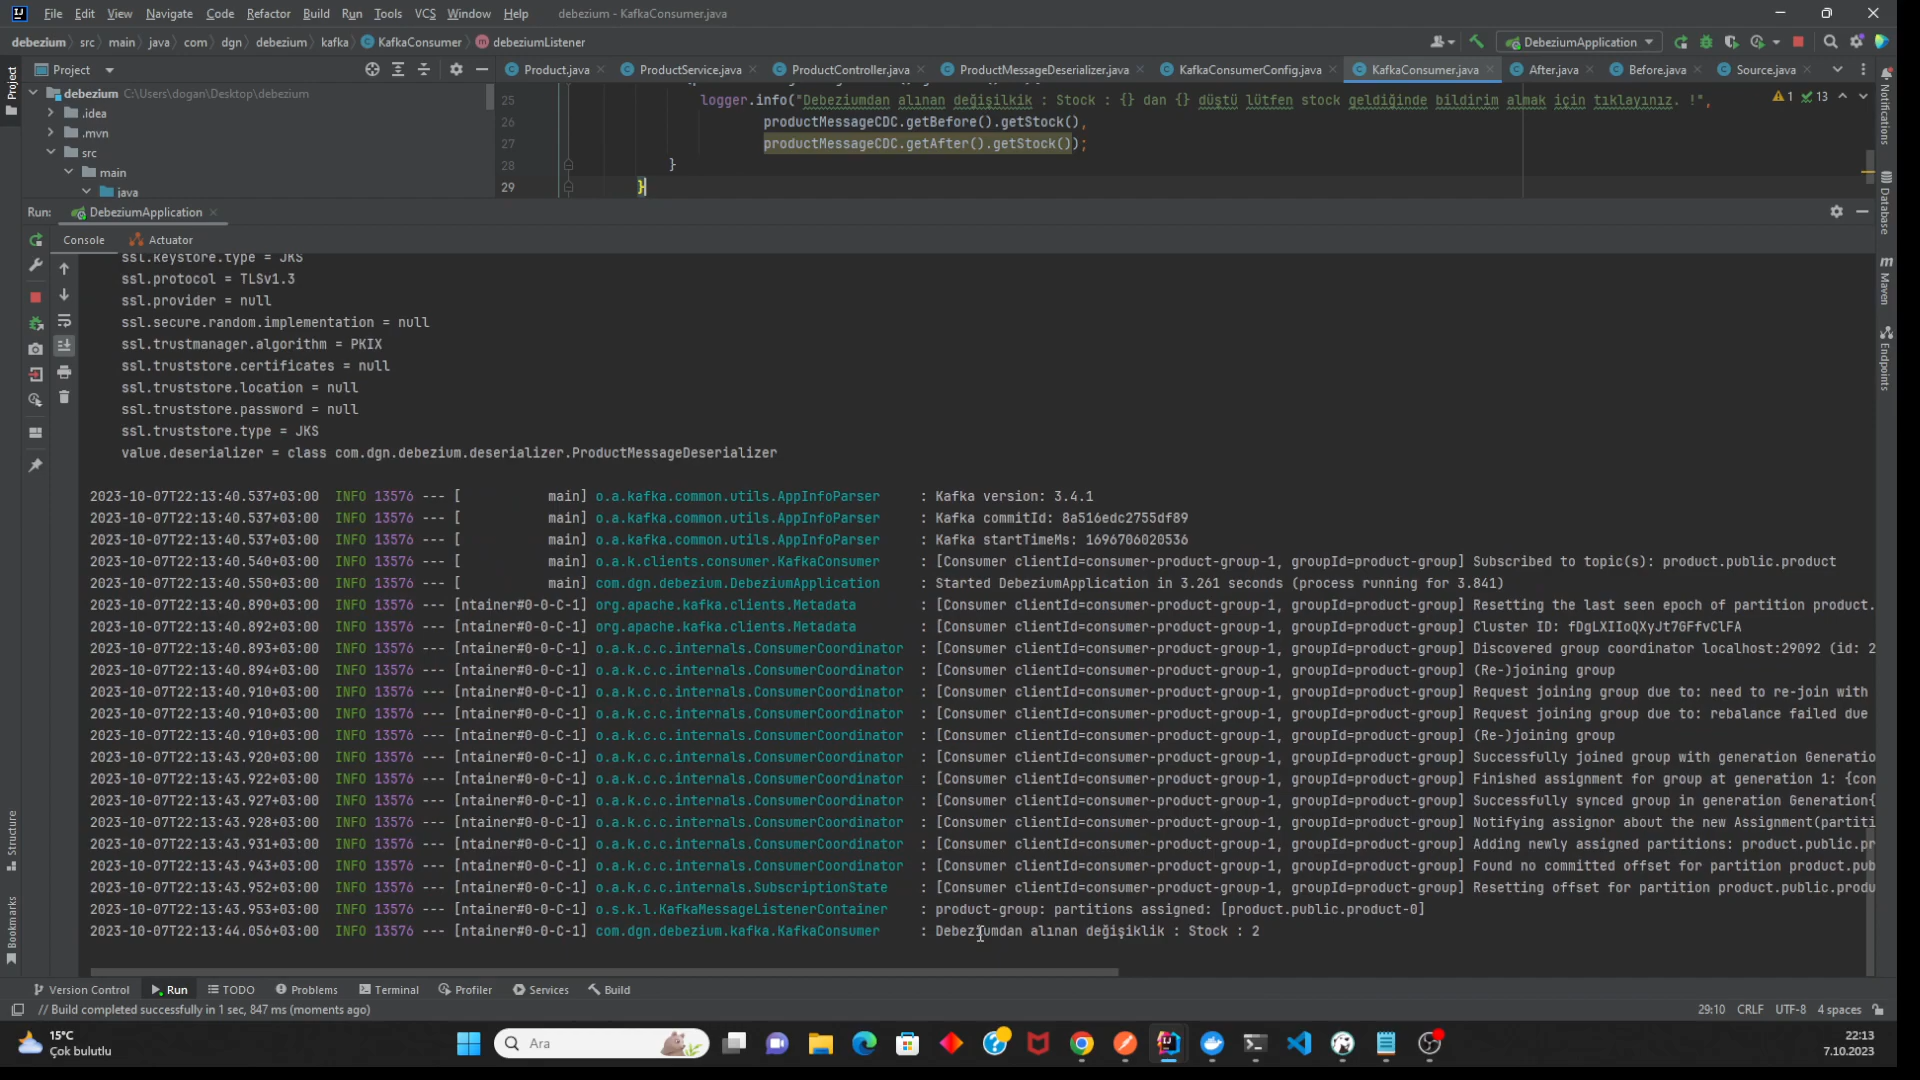 File Edit View Navigate Code Refactor Build Run Tools VCS Window Help debezium - KafkaConsumer.java
debezium src main java com dgn debezium kafka KafkaConsumer debeziumListener DebeziumApplication
Project Product.java ProductService.java ProductController.java ProductMessageDeserializer.java KafkaConsumerConfig.java KafkaConsumer.java After.java Before.java Source.java
debezium C:\Users\dogan\Desktop\debezium
.idea
.mvn
src
main
java
25 logger.info("Debeziumdan alınan değişilkik : Stock : {} dan {} düştü lütfen stock geldiğinde bildirim almak için tıklayınız. !", 1 13
26 productMessageCDC.getBefore().getStock(),
27 productMessageCDC.getAfter().getStock());
28 }
29 }
Run: DebeziumApplication
Console Actuator
ssl.keystore.type = JKS
ssl.protocol = TLSv1.3
ssl.provider = null
ssl.secure.random.implementation = null
ssl.trustmanager.algorithm = PKIX
ssl.truststore.certificates = null
ssl.truststore.location = null
ssl.truststore.password = null
ssl.truststore.type = JKS
value.deserializer = class com.dgn.debezium.deserializer.ProductMessageDeserializer
2023-10-07T22:13:40.537+03:00 INFO 13576 --- [ main] o.a.kafka.common.utils.AppInfoParser : Kafka version: 3.4.1
2023-10-07T22:13:40.537+03:00 INFO 13576 --- [ main] o.a.kafka.common.utils.AppInfoParser : Kafka commitId: 8a516edc2755df89
2023-10-07T22:13:40.537+03:00 INFO 13576 --- [ main] o.a.kafka.common.utils.AppInfoParser : Kafka startTimeMs: 1696706020536
2023-10-07T22:13:40.540+03:00 INFO 13576 --- [ main] o.a.k.clients.consumer.KafkaConsumer : [Consumer clientId=consumer-product-group-1, groupId=product-group] Subscribed to topic(s): product.public.product
2023-10-07T22:13:40.550+03:00 INFO 13576 --- [ main] com.dgn.debezium.DebeziumApplication : Started DebeziumApplication in 3.261 seconds (process running for 3.841)
2023-10-07T22:13:40.890+03:00 INFO 13576 --- [ntainer#0-0-C-1] org.apache.kafka.clients.Metadata : [Consumer clientId=consumer-product-group-1, groupId=product-group] Resetting the last seen epoch of partition product.
2023-10-07T22:13:40.892+03:00 INFO 13576 --- [ntainer#0-0-C-1] org.apache.kafka.clients.Metadata : [Consumer clientId=consumer-product-group-1, groupId=product-group] Cluster ID: fDgLXIIoQXyJt7GFfvClFA
2023-10-07T22:13:40.893+03:00 INFO 13576 --- [ntainer#0-0-C-1] o.a.k.c.c.internals.ConsumerCoordinator : [Consumer clientId=consumer-product-group-1, groupId=product-group] Discovered group coordinator localhost:29092 (id: 2
2023-10-07T22:13:40.894+03:00 INFO 13576 --- [ntainer#0-0-C-1] o.a.k.c.c.internals.ConsumerCoordinator : [Consumer clientId=consumer-product-group-1, groupId=product-group] (Re-)joining group
2023-10-07T22:13:40.910+03:00 INFO 13576 --- [ntainer#0-0-C-1] o.a.k.c.c.internals.ConsumerCoordinator : [Consumer clientId=consumer-product-group-1, groupId=product-group] Request joining group due to: need to re-join with
2023-10-07T22:13:40.910+03:00 INFO 13576 --- [ntainer#0-0-C-1] o.a.k.c.c.internals.ConsumerCoordinator : [Consumer clientId=consumer-product-group-1, groupId=product-group] Request joining group due to: rebalance failed due
2023-10-07T22:13:40.910+03:00 INFO 13576 --- [ntainer#0-0-C-1] o.a.k.c.c.internals.ConsumerCoordinator : [Consumer clientId=consumer-product-group-1, groupId=product-group] (Re-)joining group
2023-10-07T22:13:43.920+03:00 INFO 13576 --- [ntainer#0-0-C-1] o.a.k.c.c.internals.ConsumerCoordinator : [Consumer clientId=consumer-product-group-1, groupId=product-group] Successfully joined group with generation Generatio
2023-10-07T22:13:43.922+03:00 INFO 13576 --- [ntainer#0-0-C-1] o.a.k.c.c.internals.ConsumerCoordinator : [Consumer clientId=consumer-product-group-1, groupId=product-group] Finished assignment for group at generation 1: {con
2023-10-07T22:13:43.927+03:00 INFO 13576 --- [ntainer#0-0-C-1] o.a.k.c.c.internals.ConsumerCoordinator : [Consumer clientId=consumer-product-group-1, groupId=product-group] Successfully synced group in generation Generation{
2023-10-07T22:13:43.928+03:00 INFO 13576 --- [ntainer#0-0-C-1] o.a.k.c.c.internals.ConsumerCoordinator : [Consumer clientId=consumer-product-group-1, groupId=product-group] Notifying assignor about the new Assignment(partiti
2023-10-07T22:13:43.931+03:00 INFO 13576 --- [ntainer#0-0-C-1] o.a.k.c.c.internals.ConsumerCoordinator : [Consumer clientId=consumer-product-group-1, groupId=product-group] Adding newly assigned partitions: product.public.pr
2023-10-07T22:13:43.943+03:00 INFO 13576 --- [ntainer#0-0-C-1] o.a.k.c.c.internals.ConsumerCoordinator : [Consumer clientId=consumer-product-group-1, groupId=product-group] Found no committed offset for partition product.pub
2023-10-07T22:13:43.952+03:00 INFO 13576 --- [ntainer#0-0-C-1] o.a.k.c.c.internals.SubscriptionState : [Consumer clientId=consumer-product-group-1, groupId=product-group] Resetting offset for partition product.public.produ
2023-10-07T22:13:43.953+03:00 INFO 13576 --- [ntainer#0-0-C-1] o.s.k.l.KafkaMessageListenerContainer : product-group: partitions assigned: [product.public.product-0]
2023-10-07T22:13:44.056+03:00 INFO 13576 --- [ntainer#0-0-C-1] com.dgn.debezium.kafka.KafkaConsumer : Debeziumdan alınan değişiklik : Stock : 2
Version Control Run TODO Problems Terminal Profiler Services Build
// Build completed successfully in 1 sec, 847 ms (moments ago) 29:10 CRLF UTF-8 4 spaces
15°C
Çok bulutlu
Ara
22:13
7.10.2023
Project
Structure
Bookmarks
Notifications
Database
Maven
Endpoints